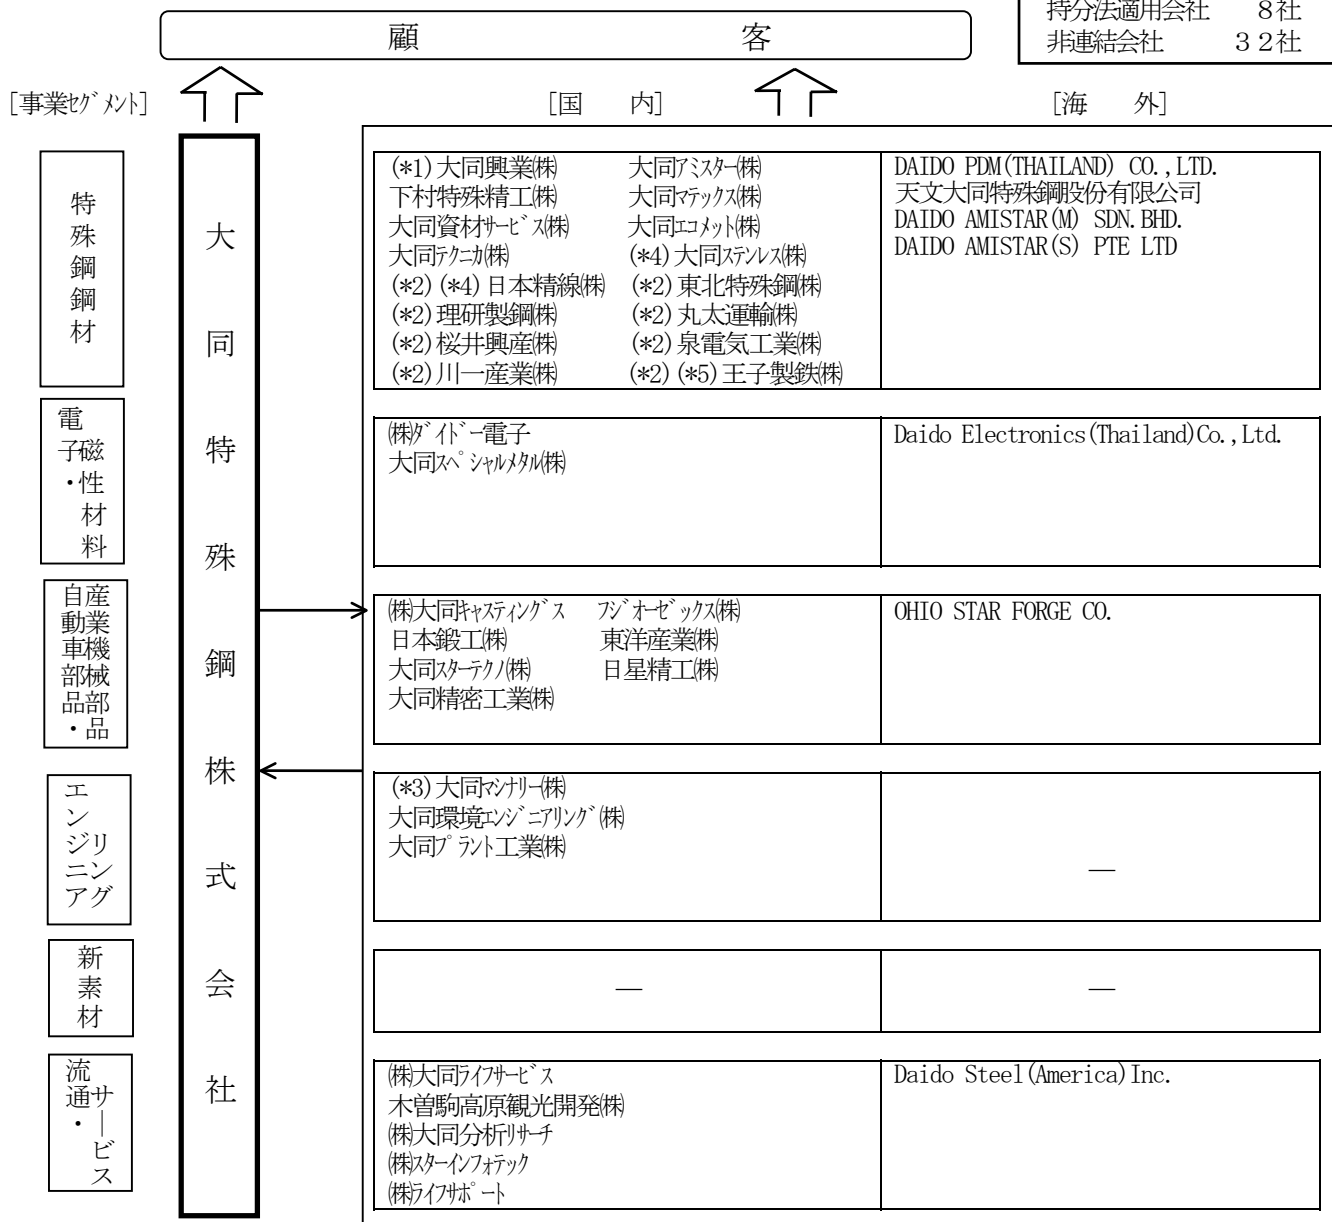 持分法適用会社　８社
非連結会社　３２社
顧　客
[事業ｾｸﾞﾒﾝﾄ]　[国　内]　[海　外]
大同特殊鋼株式会社
特殊鋼鋼材
(*1)大同興業㈱　大同ｱﾐｽﾀｰ㈱
下村特殊精工㈱　大同ﾏﾃｯｸｽ㈱
大同資材ｻｰﾋﾞｽ㈱　大同ｴｺﾒｯﾄ㈱
大同ﾃｸﾆｶ㈱　(*4)大同ｽﾃﾝﾚｽ㈱
(*2)(*4)日本精線㈱　(*2)東北特殊鋼㈱
(*2)理研製鋼㈱　(*2)丸太運輸㈱
(*2)桜井興産㈱　(*2)泉電気工業㈱
(*2)川一産業㈱　(*2)(*5)王子製鉄㈱
DAIDO PDM(THAILAND) CO.,LTD.
天文大同特殊鋼股份有限公司
DAIDO AMISTAR(M) SDN.BHD.
DAIDO AMISTAR(S) PTE LTD
電子・磁性材料
㈱ﾀﾞｲﾄﾞｰ電子
大同ｽﾍﾟｼｬﾙﾒﾀﾙ㈱
Daido Electronics(Thailand)Co.,Ltd.
自動車部品・産業機械部品
㈱大同ｷｬｽﾃｨﾝｸﾞｽ　ﾌｼﾞｵｰｾﾞｯｸｽ㈱
日本鍛工㈱　東洋産業㈱
大同ｽﾀｰﾃｸﾉ㈱　日星精工㈱
大同精密工業㈱
OHIO STAR FORGE CO.
エンジニアリング
(*3)大同ﾏｼﾅﾘｰ㈱
大同環境ｴﾝｼﾞﾆｱﾘﾝｸﾞ㈱
大同ﾌﾟﾗﾝﾄ工業㈱
―
新素材
―　―
流通・サービス
㈱大同ﾗｲﾌｻｰﾋﾞｽ
木曽駒高原観光開発㈱
㈱大同分析ﾘｻｰﾁ
㈱ｽﾀｰｲﾝﾌｫﾃｯｸ
㈱ﾗｲﾌｻﾎﾟｰﾄ
Daido Steel(America)Inc.